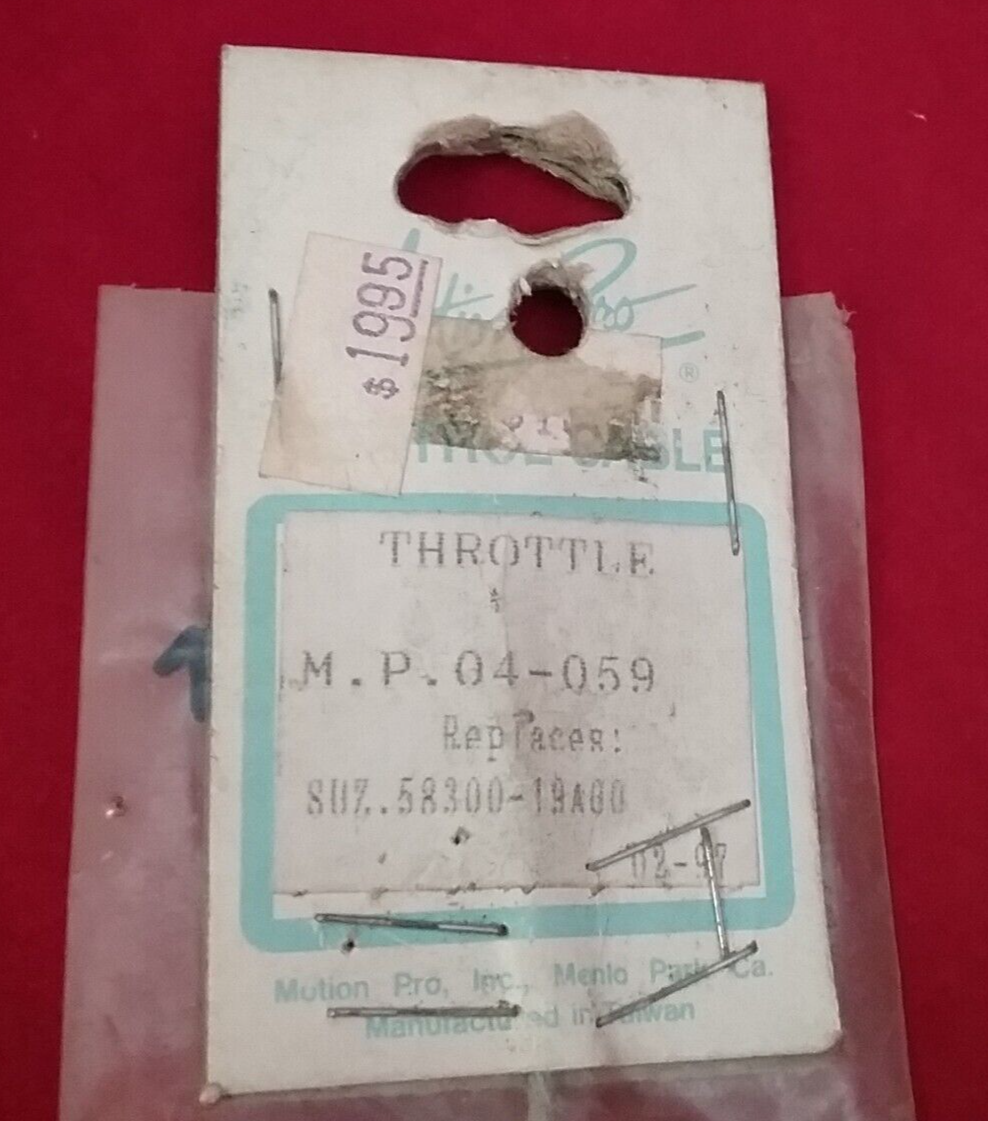 $1995
®
CABLE
THROTTLE
M.P.04-059
Replaces:
SUZ.58300-19A00
02-97
Motion Pro, Inc., Menlo Park, Ca.
Manufactured in Taiwan